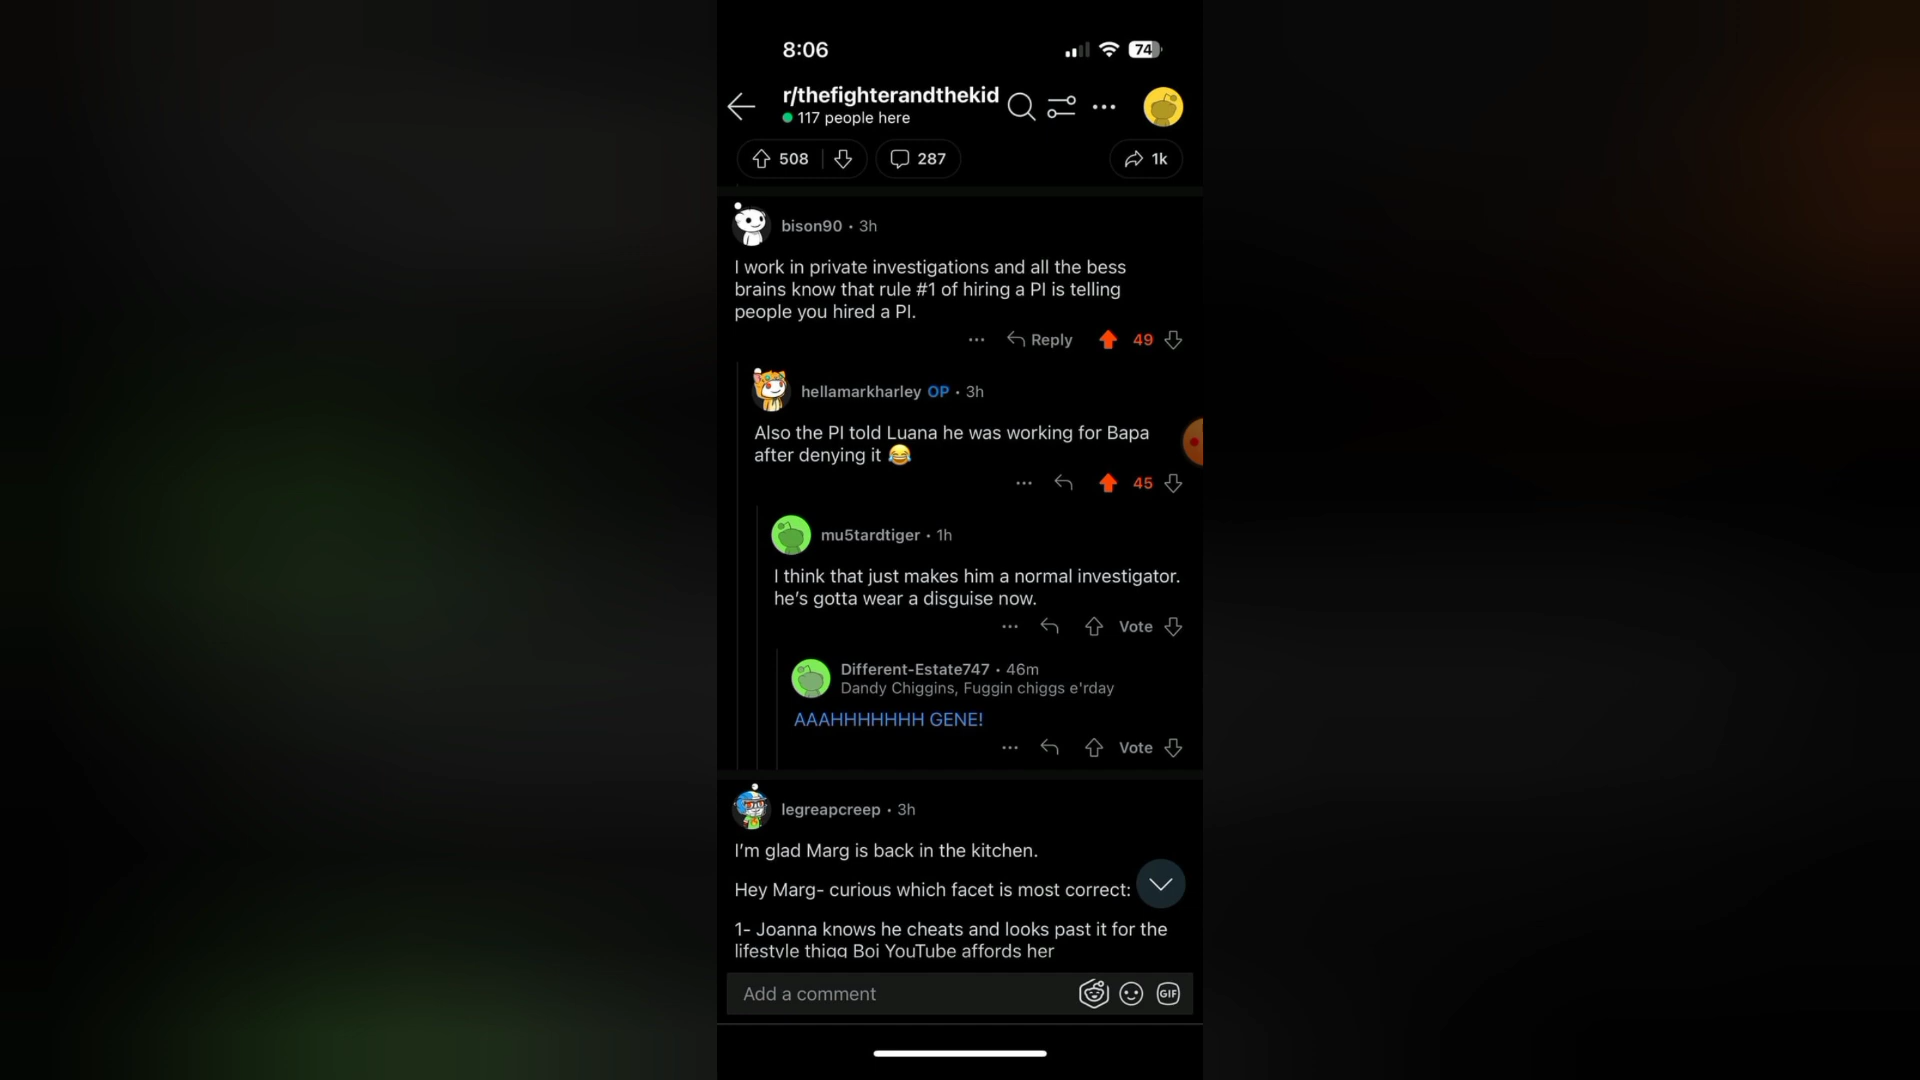 8:06
74
r/thefighterandthekid
117 people here
508
287
1k
bison90 • 3h
I work in private investigations and all the bess
brains know that rule #1 of hiring a PI is telling
people you hired a PI.
Reply
49
hellamarkharley OP • 3h
Also the PI told Luana he was working for Bapa
after denying it 😂
45
mu5tardtiger • 1h
I think that just makes him a normal investigator.
he's gotta wear a disguise now.
Vote
Different-Estate747 • 46m
Dandy Chiggins, Fuggin chiggs e'rday
AAAHHHHHHH GENE!
Vote
legreapcreep • 3h
I'm glad Marg is back in the kitchen.
Hey Marg- curious which facet is most correct:
1- Joanna knows he cheats and looks past it for the
lifestyle thigg Boi YouTube affords her
Add a comment
GIF